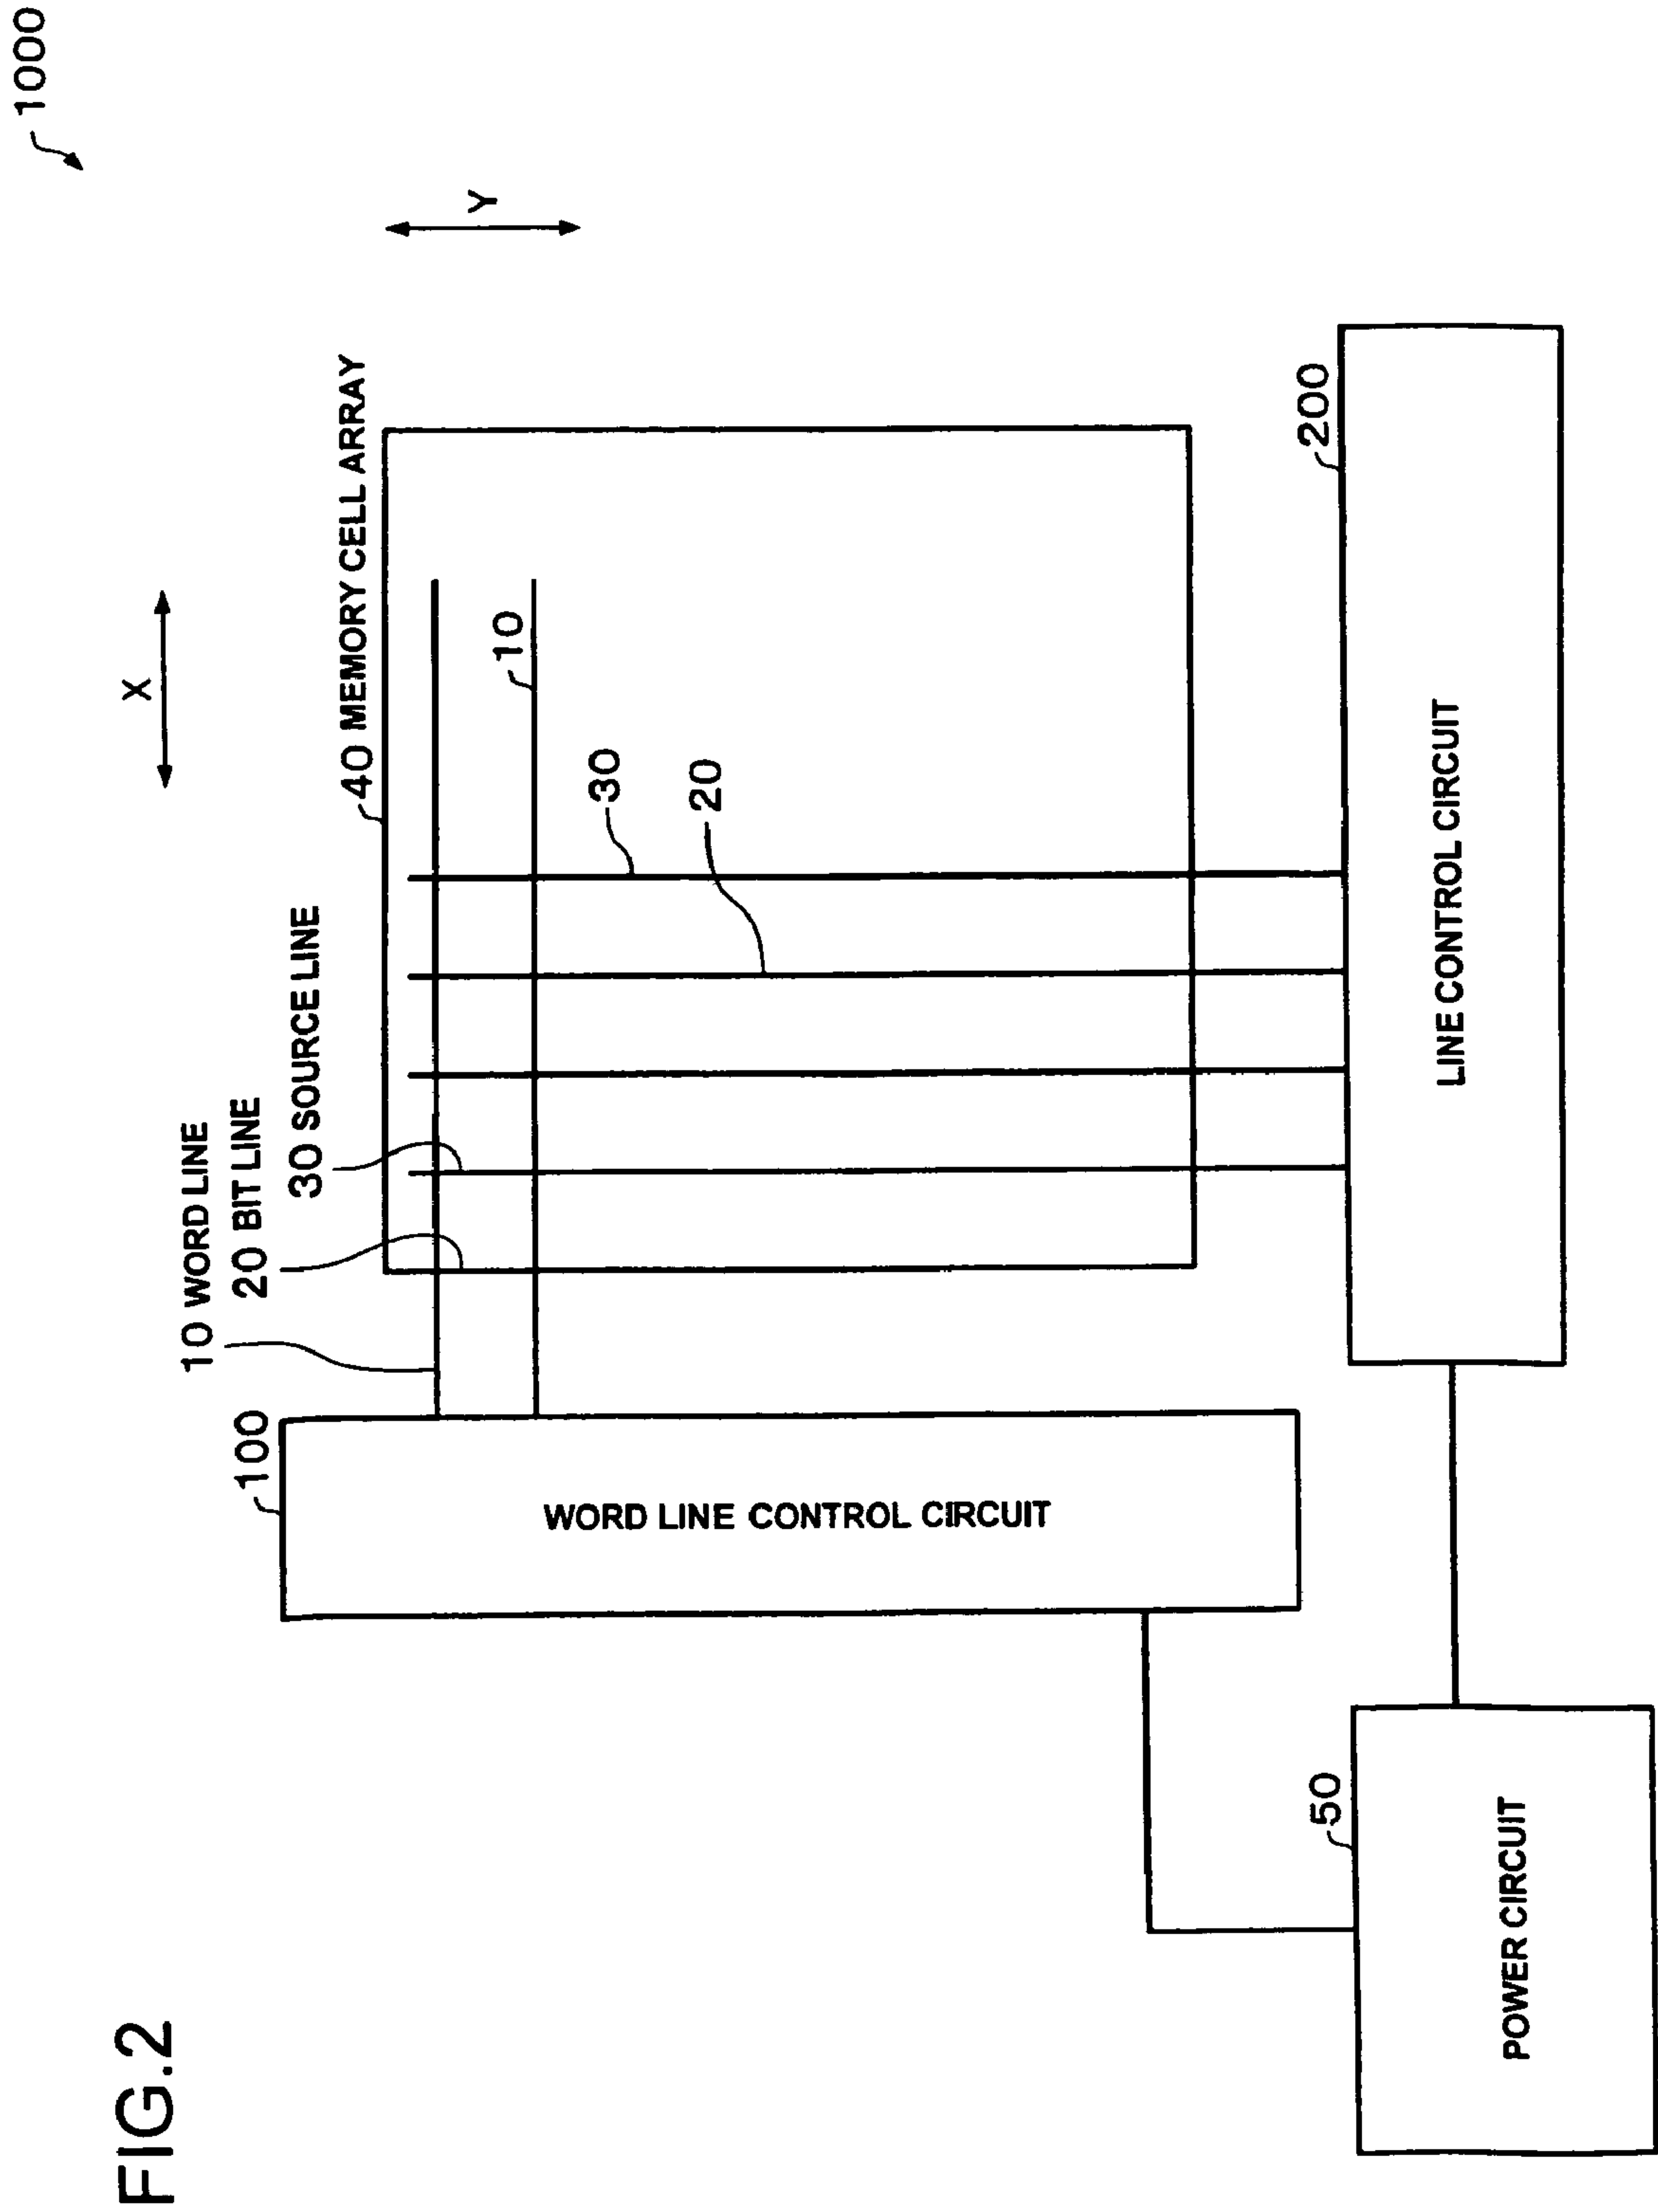 FIG.2
1000
X
10 WORD LINE
20 BIT LINE
30 SOURCE LINE
40 MEMORY CELL ARRAY
100
Y
10
30
20
WORD LINE CONTROL CIRCUIT
200
LINE CONTROL CIRCUIT
50
POWER CIRCUIT